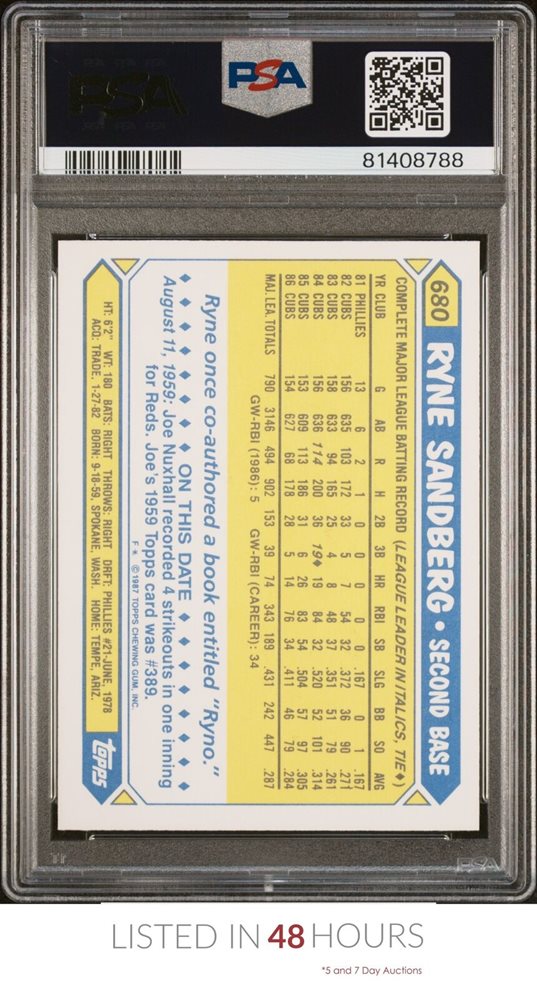 PSA
PSA
81408788
680 RYNE SANDBERG • SECOND BASE
COMPLETE MAJOR LEAGUE BATTING RECORD (LEAGUE LEADER IN ITALICS, TIE ♦)
YR CLUB G AB R H 2B 3B HR RBI SB SLG BB SO AVG
81 PHILLIES 13 6 2 1 0 0 0 0 0 .167 0 1 .167
82 CUBS 156 635 103 172 33 5 7 54 32 .372 36 90 .271
83 CUBS 158 633 94 165 25 4 8 48 37 .351 51 79 .261
84 CUBS 156 636 114 200 36 19♦ 19 84 32 .520 52 101 .314
85 CUBS 153 609 113 186 31 6 26 83 54 .504 57 97 .305
86 CUBS 154 627 68 178 28 5 14 76 34 .411 46 79 .284
MAJ. LEA. TOTALS 790 3146 494 902 153 39 74 343 189 .431 242 447 .287
GW-RBI (1986): 5 GW-RBI (CAREER): 34
Ryne once co-authored a book entitled "Ryno."
♦ ♦ ♦ ♦ ♦ ♦ ♦ ON THIS DATE ♦ ♦ ♦ ♦ ♦ ♦ ♦
August 11, 1959: Joe Nuxhall recorded 4 strikeouts in one inning
for Reds. Joe's 1959 Topps card was #389.
F * © 1987 TOPPS CHEWING GUM, INC.
HT: 6'2" WT: 180 BATS: RIGHT THROWS: RIGHT DRFT: PHILLIES #21-JUNE, 1978
ACQ: TRADE, 1-27-82 BORN: 9-18-59, SPOKANE, WASH. HOME: TEMPE, ARIZ.
topps
PSA
LISTED IN 48 HOURS
*5 and 7 Day Auctions